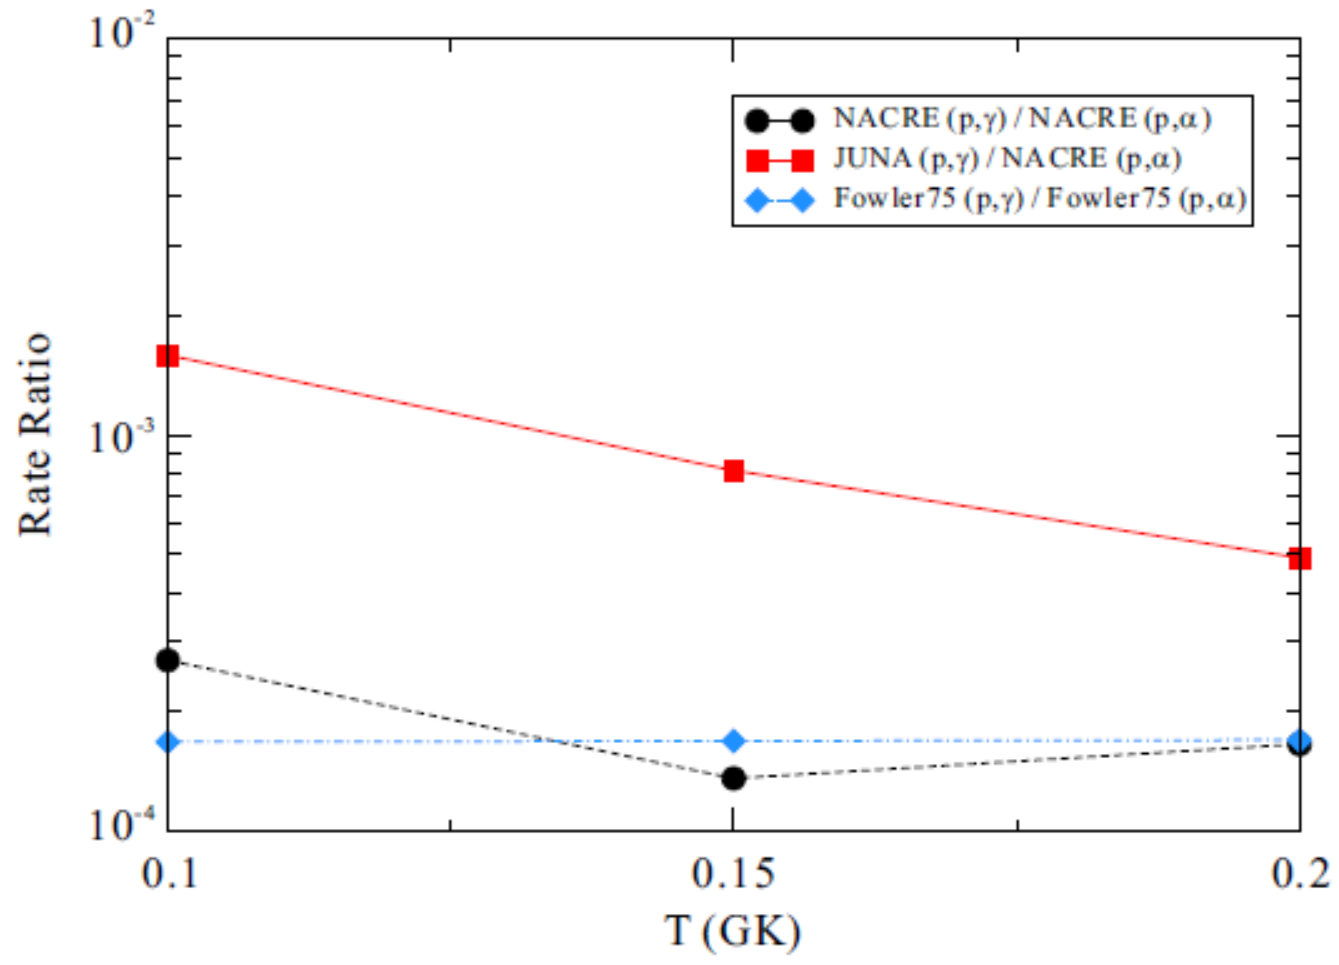 10⁻²
NACRE (p,γ) / NACRE (p,α)
JUNA (p,γ) / NACRE (p,α)
Fowler75 (p,γ) / Fowler75 (p,α)
Rate Ratio
10⁻³
10⁻⁴
0.1 0.15 0.2
T (GK)